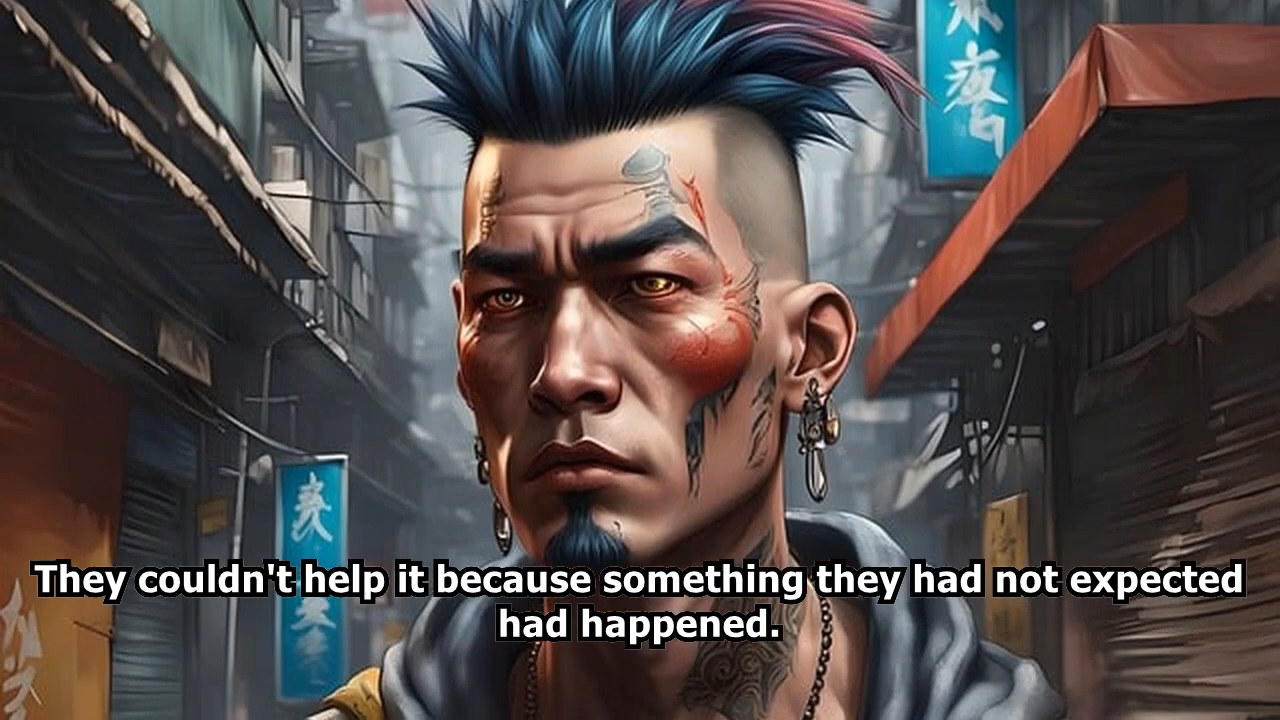 They couldn't help it because something they had not expected
had happened.